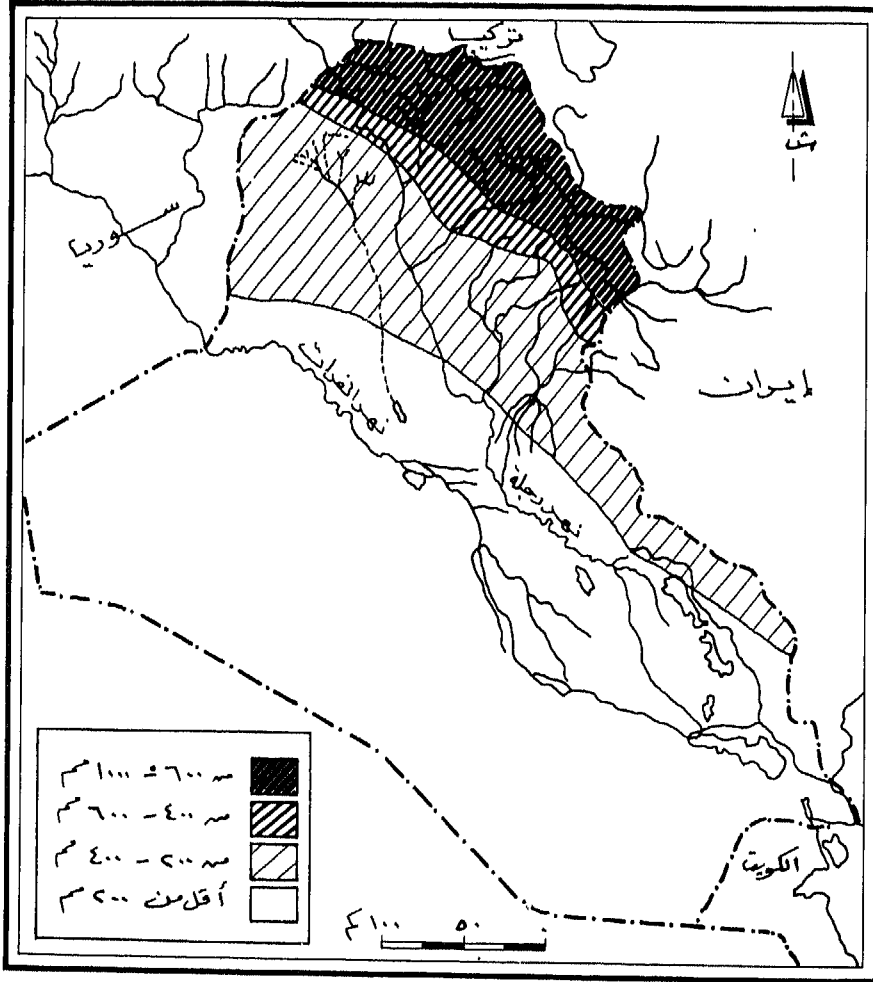 تركيا
ش
سوريا
إيران
نهر الفرات
نهر دجلة
الكويت
من ٦٠٠ - ١٠٠٠ مم
من ٤٠٠ - ٦٠٠ مم
من ٢٠٠ - ٤٠٠ مم
أقل من ٢٠٠ مم
٥٠ ١٠٠ كم